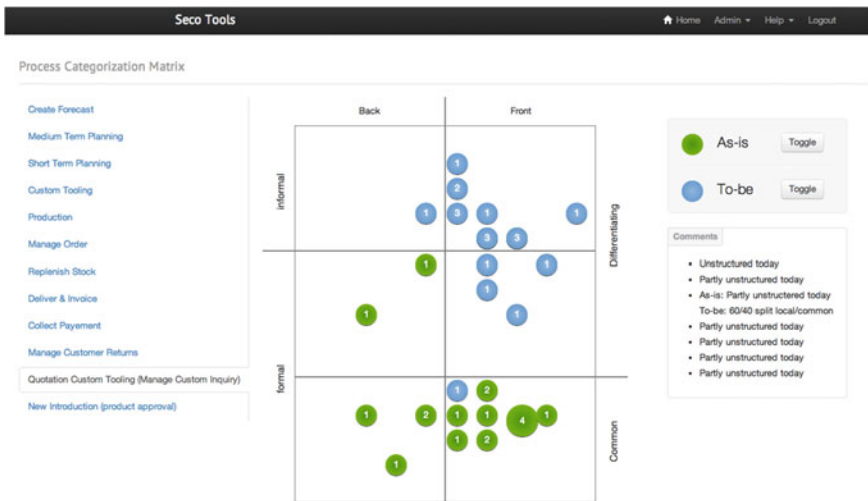 Seco Tools
Home Admin Help Logout
Process Categorization Matrix
Create Forecast
Medium Term Planning
Short Term Planning
Custom Tooling
Production
Manage Order
Replenish Stock
Deliver & Invoice
Collect Payement
Manage Customer Returns
Quotation Custom Tooling (Manage Custom Inquiry)
New Introduction (product approval)
Back Front
informal
formal
Differentiating
Common
1
2
1 3 1 1
3 3
1 1 1
1
1 1
1 2
1 2 1 1 4 1
1 2
1
As-is Toggle
To-be Toggle
Comments
• Unstructured today
• Partly unstructured today
• As-is: Partly unstructered today
To-be: 60/40 split local/common
• Partly unstructured today
• Partly unstructured today
• Partly unstructured today
• Partly unstructured today